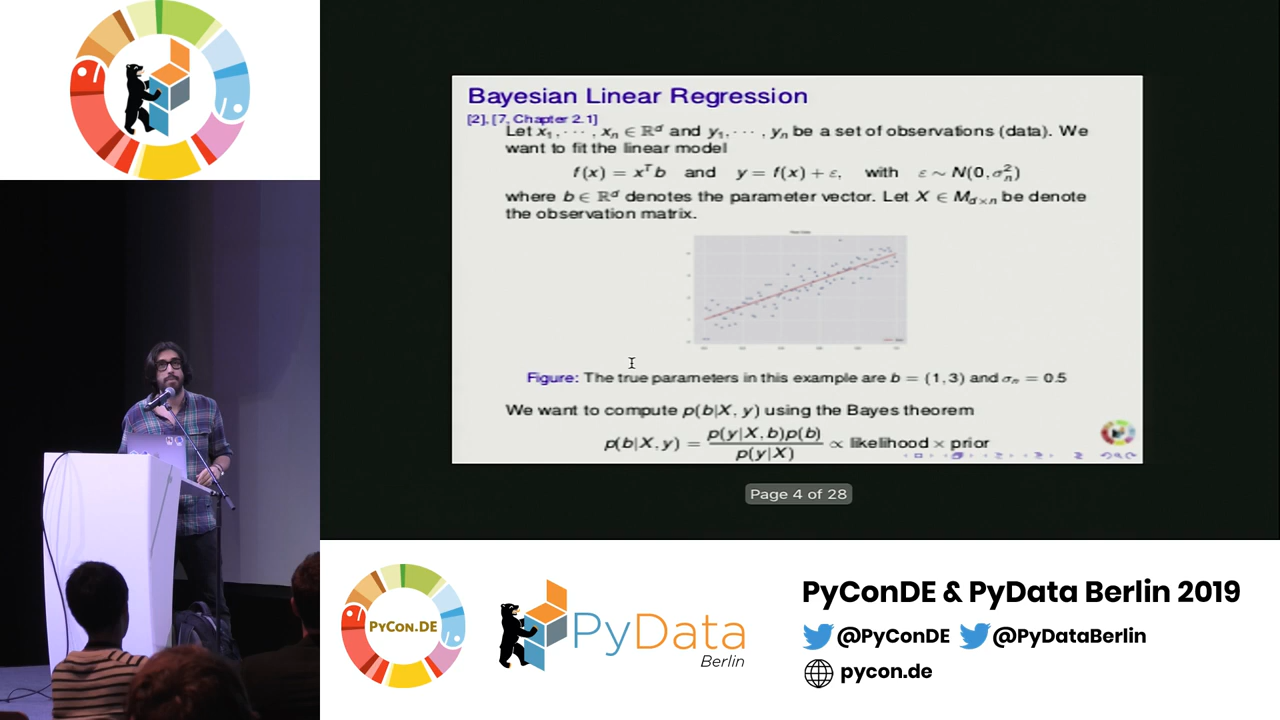 Bayesian Linear Regression
[2], [7, Chapter 2.1]
Let x₁, ··· , xₙ ∈ ℝᵈ and y₁, ··· , yₙ be a set of observations (data). We
want to fit the linear model
f(x) = xᵀb and y = f(x) + ε, with ε ∼ N(0, σₙ²)
where b ∈ ℝᵈ denotes the parameter vector. Let X ∈ M_{d×n} be denote
the observation matrix.
Figure: The true parameters in this example are b = (1, 3) and σₙ = 0.5
We want to compute p(b|X, y) using the Bayes theorem
p(b|X, y) = p(y|X, b)p(b) / p(y|X) ∝ likelihood × prior
Page 4 of 28
PyCon.DE
PyData
Berlin
PyConDE & PyData Berlin 2019
@PyConDE @PyDataBerlin
pycon.de